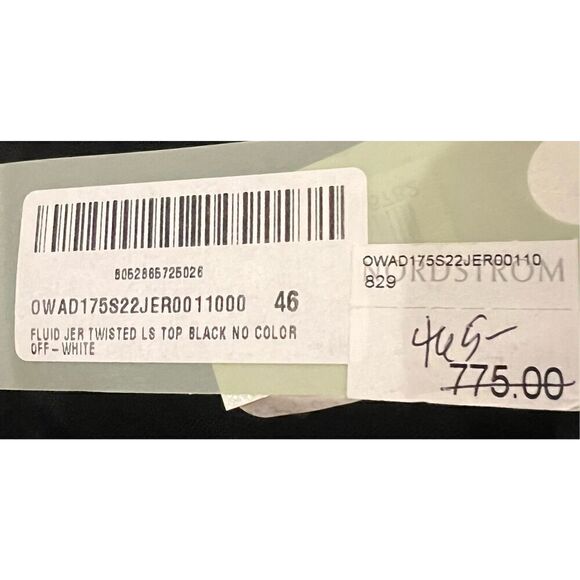 8052865725026
OWAD175S22JER0011000 46
FLUID JER TWISTED LS TOP BLACK NO COLOR
OFF-WHITE
OWAD175S22JER00110
NORDSTROM
829
465-
775.00